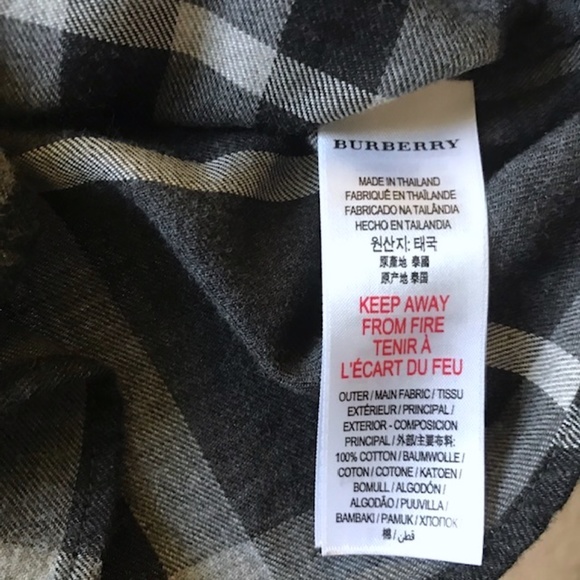 BURBERRY
MADE IN THAILAND
FABRIQUÉ EN THAÏLANDE
FABRICADO NA TAILÂNDIA
HECHO EN TAILANDIA
원산지: 태국
原產地 泰國
原产地 泰国
KEEP AWAY
FROM FIRE
TENIR À
L'ÉCART DU FEU
OUTER / MAIN FABRIC / TISSU
EXTÉRIEUR / PRINCIPAL /
EXTERIOR - COMPOSICION
PRINCIPAL / 外部/主要布料:
100% COTTON / BAUMWOLLE /
COTON / COTONE / KATOEN /
BOMULL / ALGODÓN /
ALGODÃO / PUUVILLA /
BAMBAKI / PAMUK / ХЛОПОК
棉 / قطن/